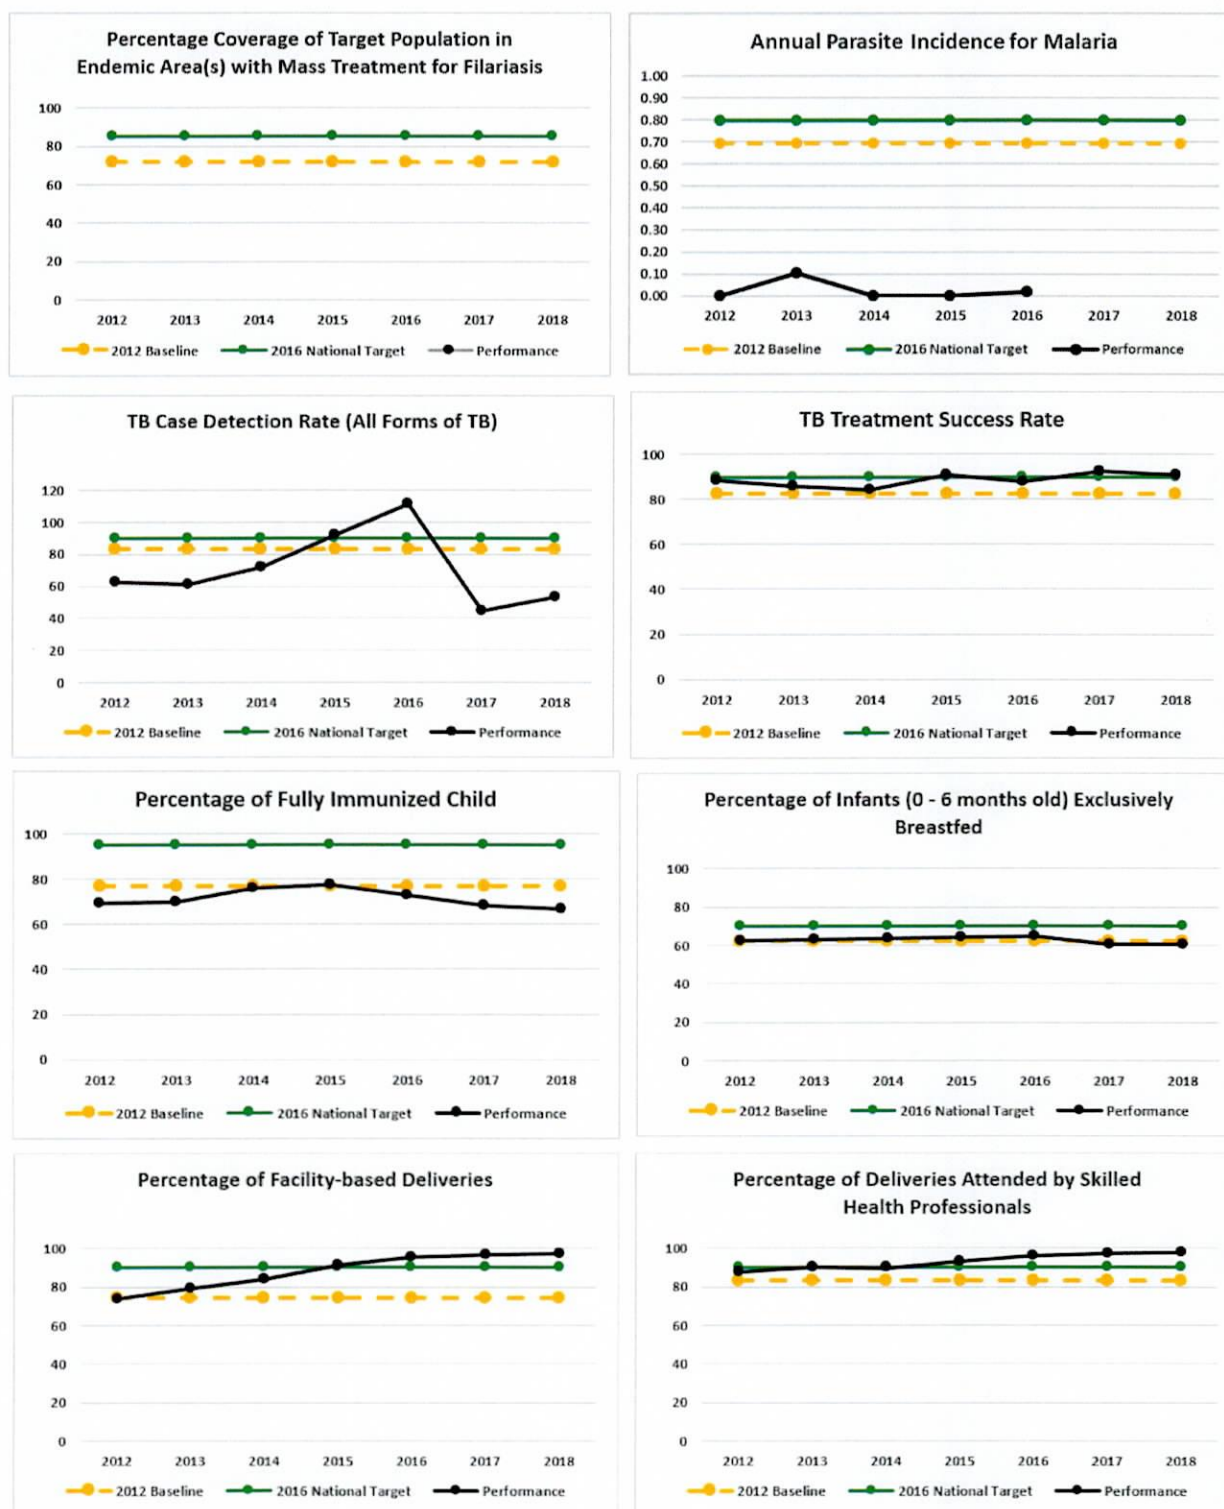 Percentage Coverage of Target Population in
Endemic Area(s) with Mass Treatment for Filariasis
100
80
60
40
20
0
2012 2013 2014 2015 2016 2017 2018
2012 Baseline 2016 National Target Performance
Annual Parasite Incidence for Malaria
1.00
0.90
0.80
0.70
0.60
0.50
0.40
0.30
0.20
0.10
0.00
2012 2013 2014 2015 2016 2017 2018
2012 Baseline 2016 National Target Performance
TB Case Detection Rate (All Forms of TB)
120
100
80
60
40
20
0
2012 2013 2014 2015 2016 2017 2018
2012 Baseline 2016 National Target Performance
TB Treatment Success Rate
100
80
60
40
20
0
2012 2013 2014 2015 2016 2017 2018
2012 Baseline 2016 National Target Performance
Percentage of Fully Immunized Child
100
80
60
40
20
0
2012 2013 2014 2015 2016 2017 2018
2012 Baseline 2016 National Target Performance
Percentage of Infants (0 - 6 months old) Exclusively
Breastfed
100
80
60
40
20
0
2012 2013 2014 2015 2016 2017 2018
2012 Baseline 2016 National Target Performance
Percentage of Facility-based Deliveries
100
80
60
40
20
0
2012 2013 2014 2015 2016 2017 2018
2012 Baseline 2016 National Target Performance
Percentage of Deliveries Attended by Skilled
Health Professionals
100
80
60
40
20
0
2012 2013 2014 2015 2016 2017 2018
2012 Baseline 2016 National Target Performance